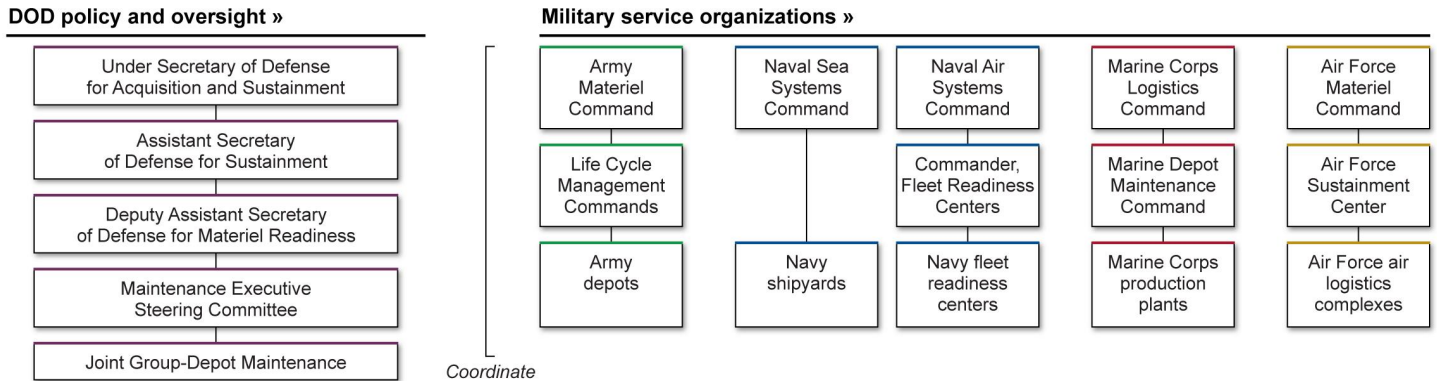 DOD policy and oversight »
Under Secretary of Defense
for Acquisition and Sustainment
Assistant Secretary
of Defense for Sustainment
Deputy Assistant Secretary
of Defense for Materiel Readiness
Maintenance Executive
Steering Committee
Joint Group-Depot Maintenance
Coordinate
Military service organizations »
Army
Materiel
Command
Life Cycle
Management
Commands
Army
depots
Naval Sea
Systems
Command
Navy
shipyards
Naval Air
Systems
Command
Commander,
Fleet Readiness
Centers
Navy fleet
readiness
centers
Marine Corps
Logistics
Command
Marine Depot
Maintenance
Command
Marine Corps
production
plants
Air Force
Materiel
Command
Air Force
Sustainment
Center
Air Force air
logistics
complexes